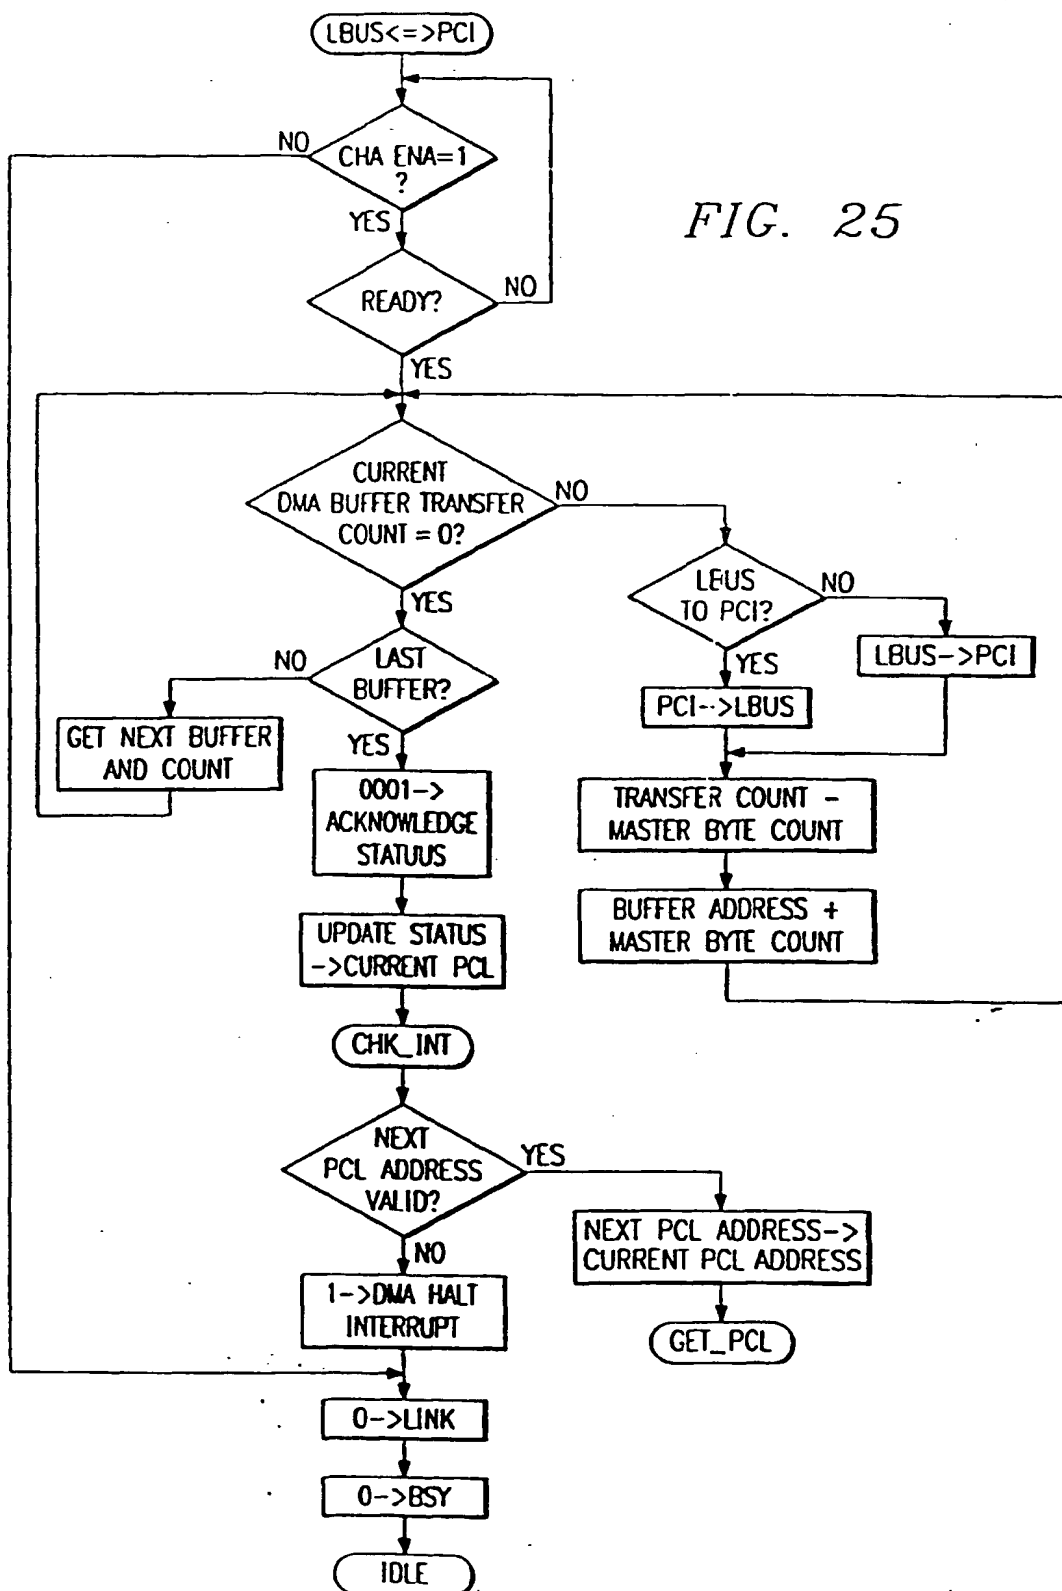 LBUS<=>PCI
NO
CHA ENA=1
?
YES
FIG. 25
READY?
NO
YES
CURRENT
DMA BUFFER TRANSFER
COUNT = 0?
NO
YES
LBUS
TO PCI?
NO
YES
LBUS->PCI
PCI->LBUS
NO
LAST
BUFFER?
YES
GET NEXT BUFFER
AND COUNT
0001->
ACKNOWLEDGE
STATUUS
TRANSFER COUNT -
MASTER BYTE COUNT
BUFFER ADDRESS +
MASTER BYTE COUNT
UPDATE STATUS
->CURRENT PCL
CHK_INT
NEXT
PCL ADDRESS
VALID?
YES
NO
NEXT PCL ADDRESS->
CURRENT PCL ADDRESS
GET_PCL
1->DMA HALT
INTERRUPT
0->LINK
0->BSY
IDLE